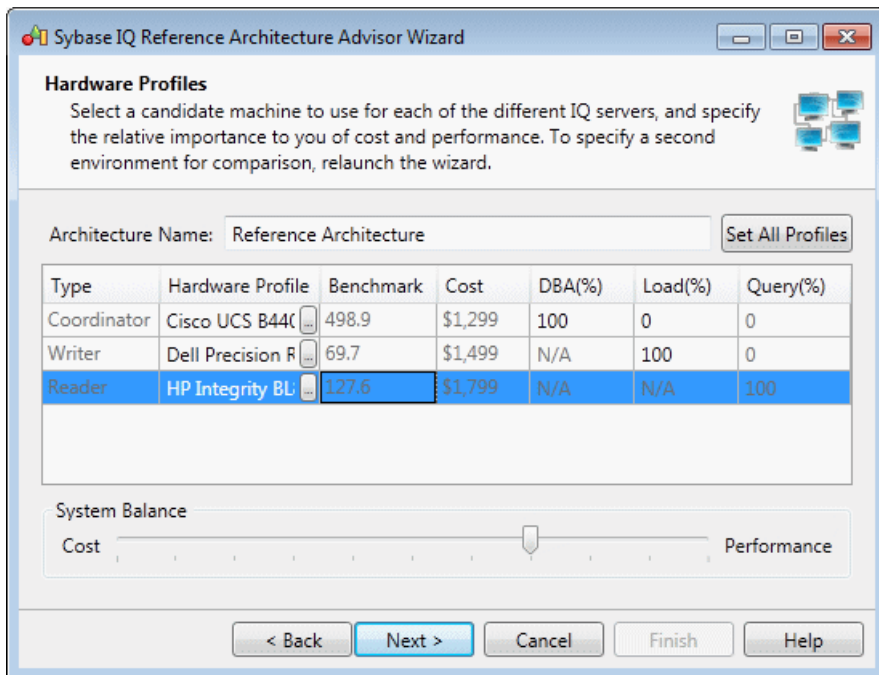 Sybase IQ Reference Architecture Advisor Wizard
Hardware Profiles
Select a candidate machine to use for each of the different IQ servers, and specify
the relative importance to you of cost and performance. To specify a second
environment for comparison, relaunch the wizard.
Architecture Name: Reference Architecture Set All Profiles
Type Hardware Profile Benchmark Cost DBA(%) Load(%) Query(%)
Coordinator Cisco UCS B44( ... 498.9 $1,299 100 0 0
Writer Dell Precision R ... 69.7 $1,499 N/A 100 0
Reader HP Integrity BL ... 127.6 $1,799 N/A N/A 100
System Balance
Cost Performance
< Back Next > Cancel Finish Help